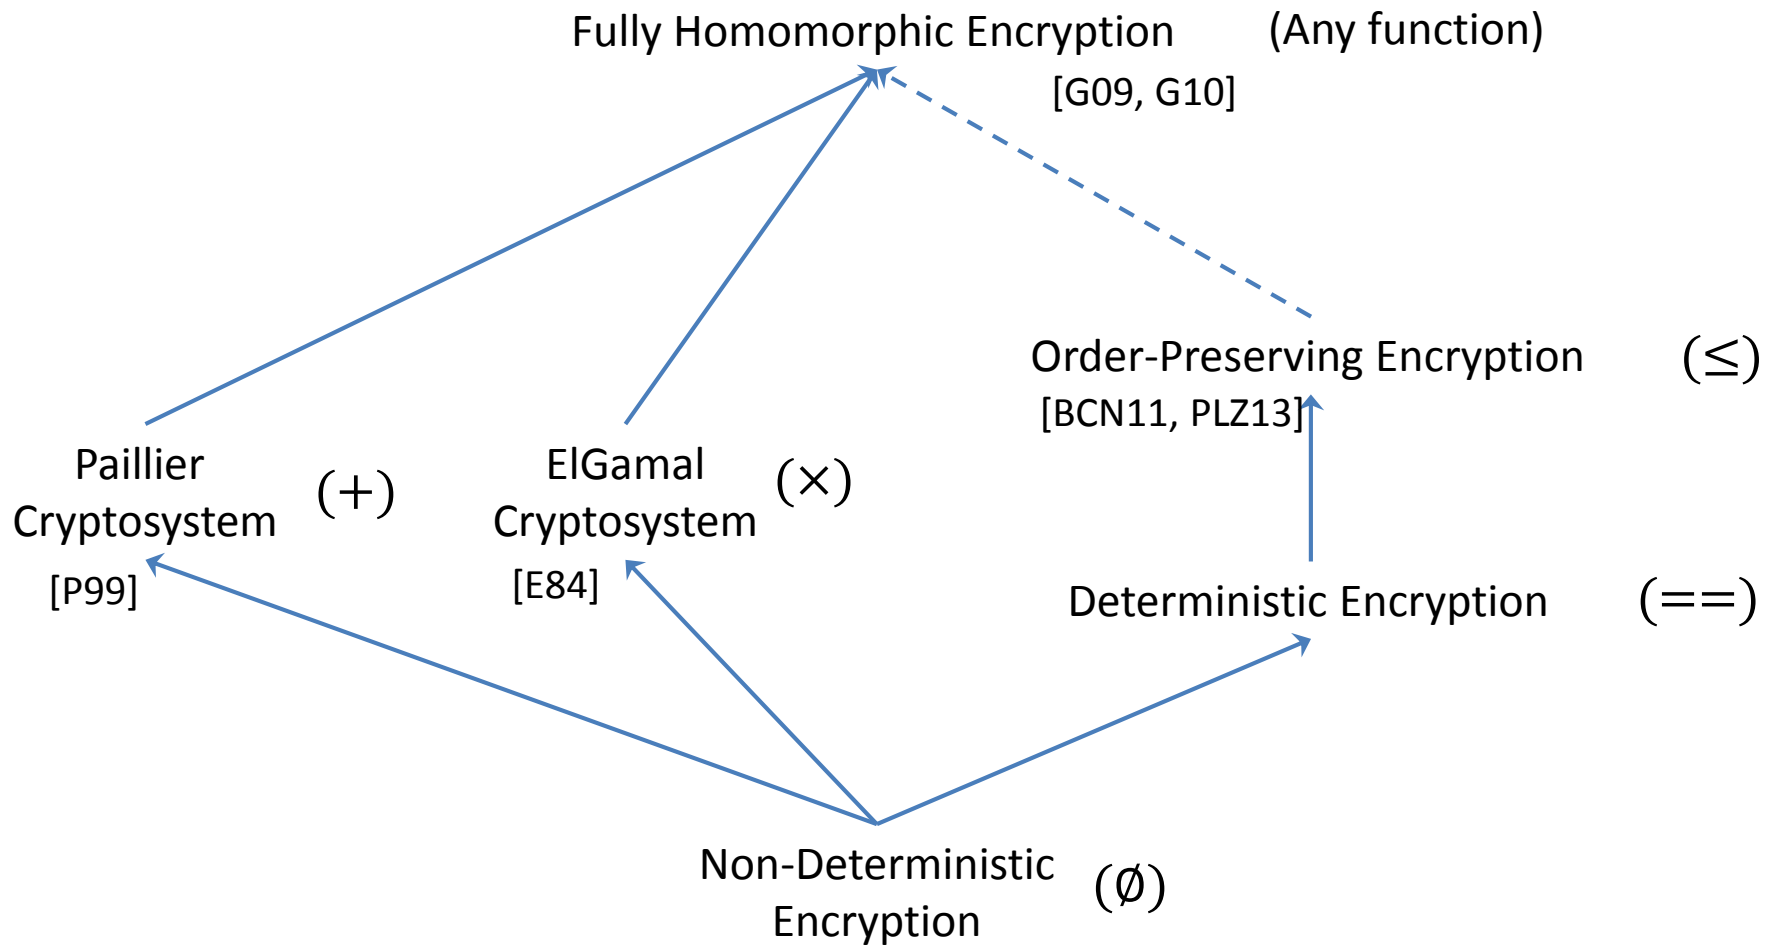 Fully Homomorphic Encryption (Any function)
[G09, G10]
Order-Preserving Encryption (≤)
[BCN11, PLZ13]
Paillier
Cryptosystem (+)
[P99]
ElGamal
Cryptosystem (×)
[E84]
Deterministic Encryption (==)
Non-Deterministic
Encryption (∅)